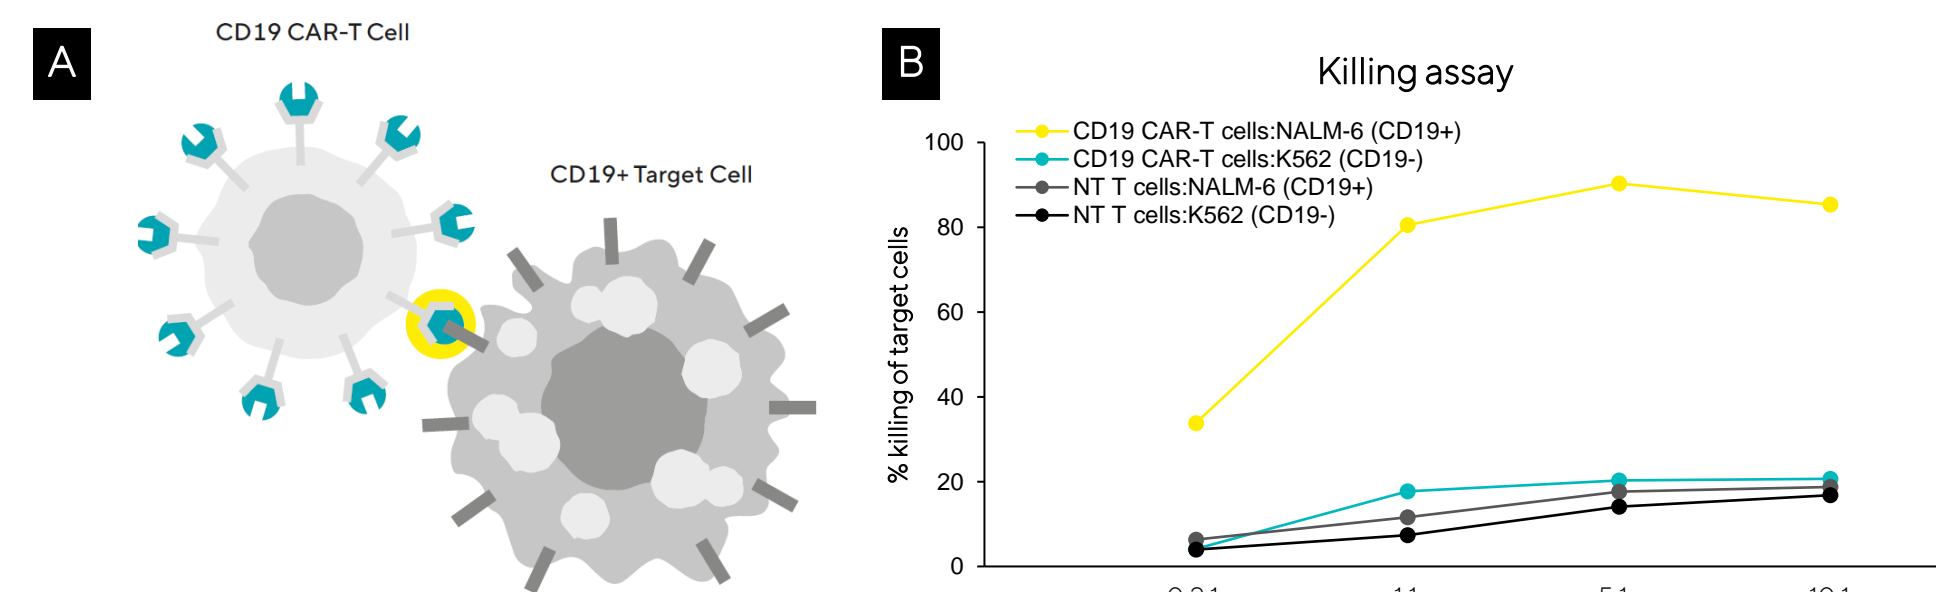 A
CD19 CAR-T Cell
CD19+ Target Cell
B
Killing assay
CD19 CAR-T cells:NALM-6 (CD19+)
CD19 CAR-T cells:K562 (CD19-)
NT T cells:NALM-6 (CD19+)
NT T cells:K562 (CD19-)
% killing of target cells
100
80
60
40
20
0